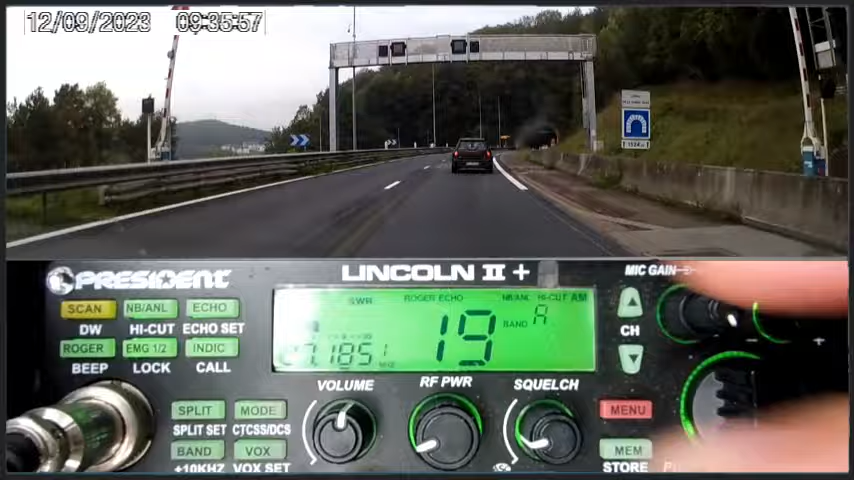 12/09/2023 09:35:57
1524 m
PRESIDENT
LINCOLN II +
MIC GAIN
SCAN NB/ANL ECHO
DW HI-CUT ECHO SET
ROGER EMG 1/2 INDIC
BEEP LOCK CALL
SWR ROGER ECHO NB/ANL HI-CUT AM
19 BAND A
27.1851
MHz
CH
VOLUME RF PWR SQUELCH
SPLIT MODE MENU
SPLIT SET CTCSS/DCS
BAND VOX MEM
+10KHZ VOX SET STORE